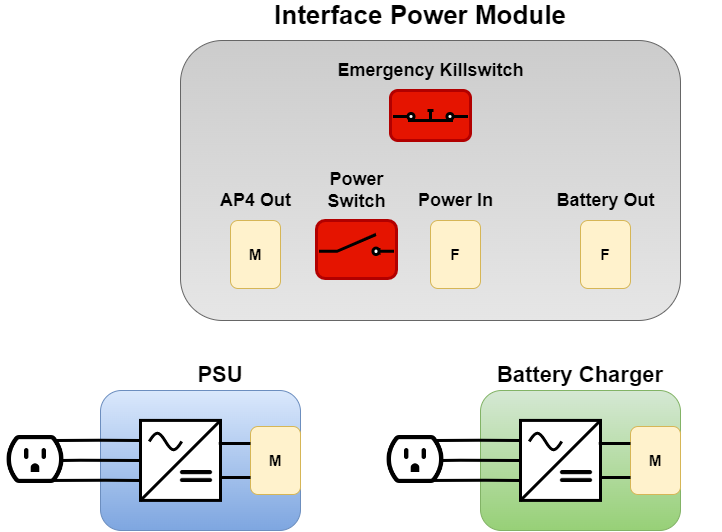 Interface Power Module
Emergency Killswitch
AP4 Out
Power
Switch
Power In
Battery Out
M
F
F
PSU
Battery Charger
M
M